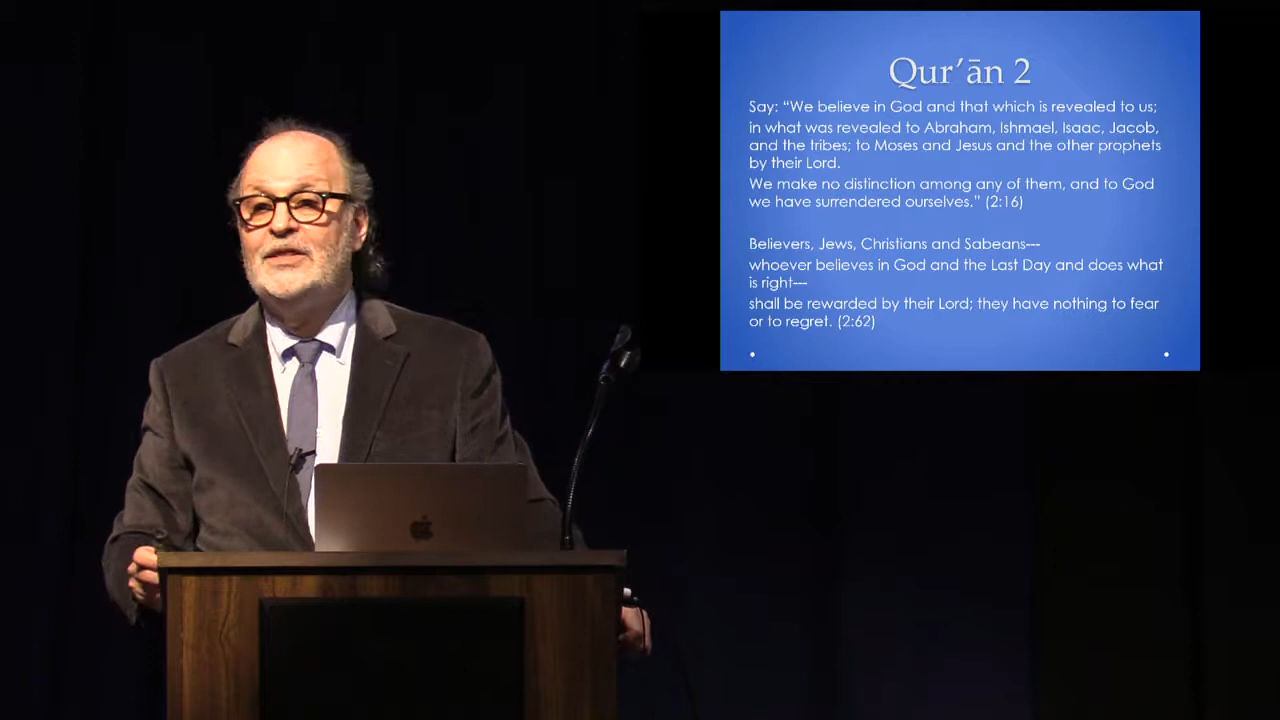 Qur’ān 2
Say: “We believe in God and that which is revealed to us;
in what was revealed to Abraham, Ishmael, Isaac, Jacob,
and the tribes; to Moses and Jesus and the other prophets
by their Lord.
We make no distinction among any of them, and to God
we have surrendered ourselves.” (2:16)
Believers, Jews, Christians and Sabeans---
whoever believes in God and the Last Day and does what
is right---
shall be rewarded by their Lord; they have nothing to fear
or to regret. (2:62)